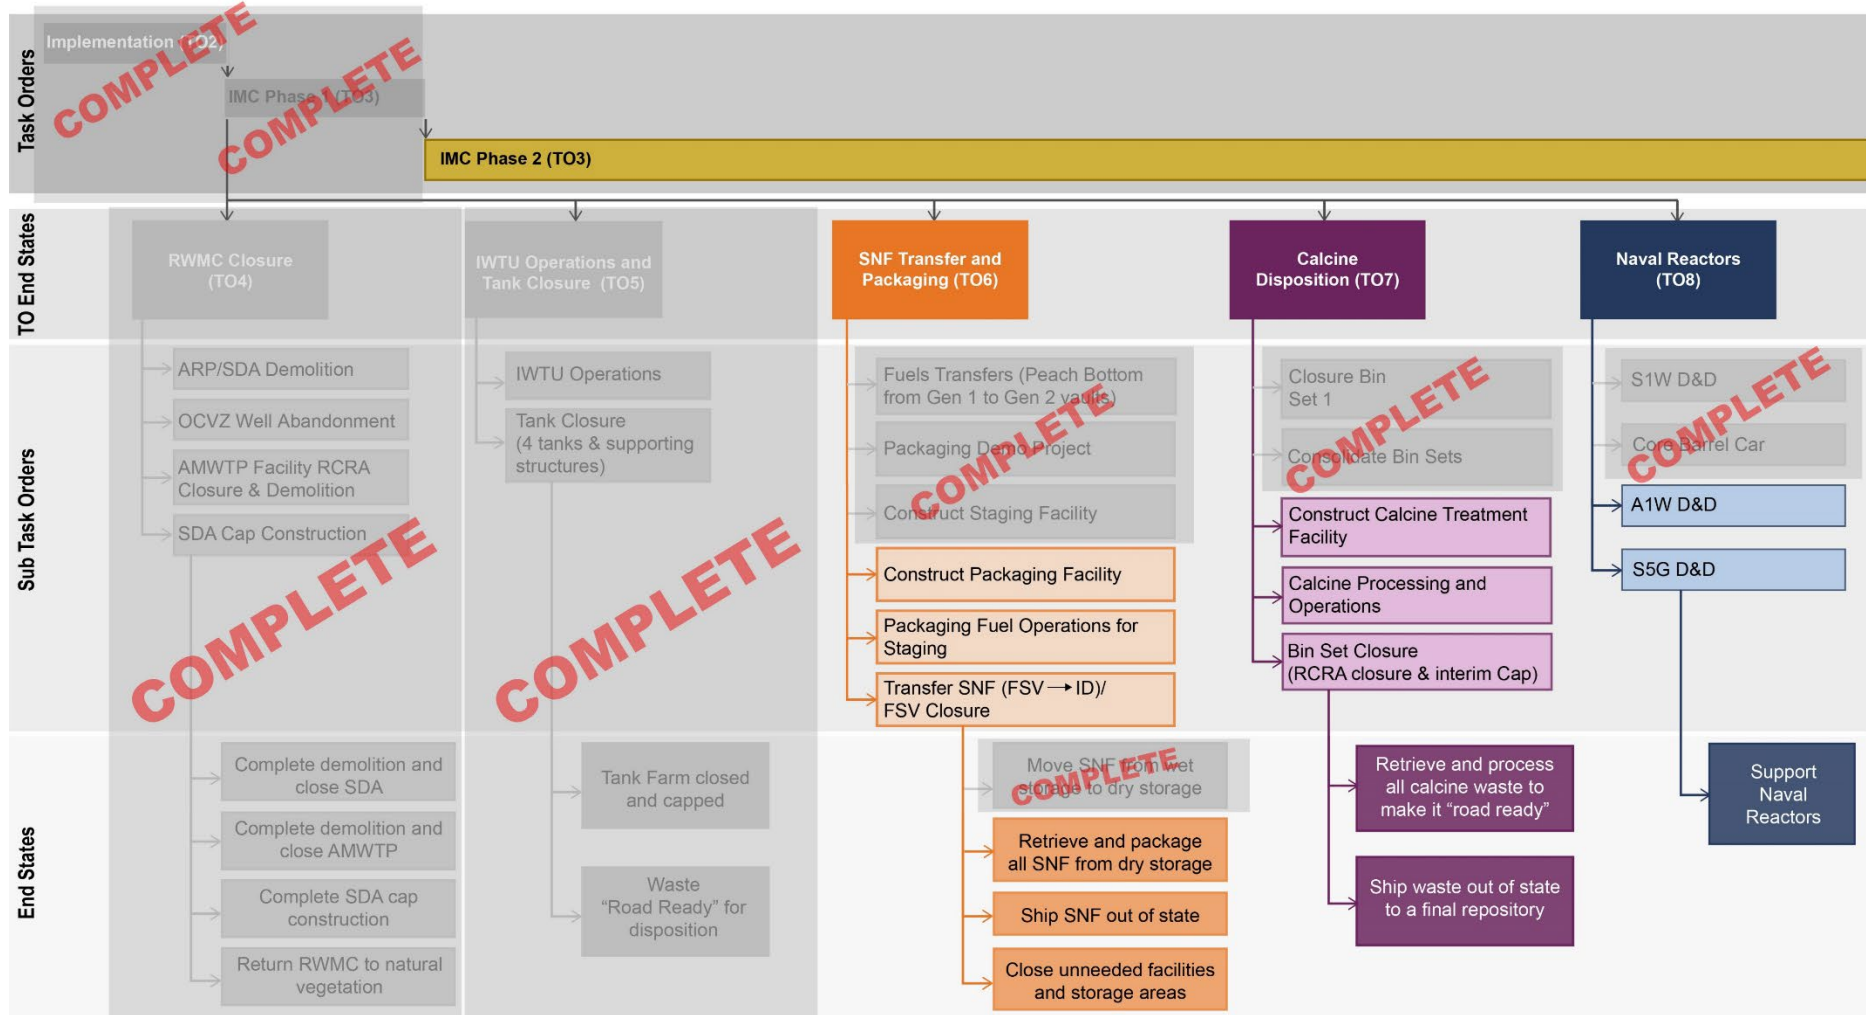 Task Orders
Implementation (TO2)
COMPLETE
IMC Phase 1 (TO3)
COMPLETE
IMC Phase 2 (TO3)
TO End States
RWMC Closure
(TO4)
IWTU Operations and
Tank Closure (TO5)
SNF Transfer and
Packaging (TO6)
Calcine
Disposition (TO7)
Naval Reactors
(TO8)
Sub Task Orders
ARP/SDA Demolition
OCVZ Well Abandonment
AMWTP Facility RCRA
Closure & Demolition
SDA Cap Construction
COMPLETE
IWTU Operations
Tank Closure
(4 tanks & supporting
structures)
COMPLETE
Fuels Transfers (Peach Bottom
from Gen 1 to Gen 2 vaults)
Packaging Demo Project
Construct Staging Facility
COMPLETE
Construct Packaging Facility
Packaging Fuel Operations for
Staging
Transfer SNF (FSV → ID)/
FSV Closure
Closure Bin
Set 1
Consolidate Bin Sets
COMPLETE
Construct Calcine Treatment
Facility
Calcine Processing and
Operations
Bin Set Closure
(RCRA closure & interim Cap)
S1W D&D
Core Barrel Car
COMPLETE
A1W D&D
S5G D&D
End States
Complete demolition and
close SDA
Complete demolition and
close AMWTP
Complete SDA cap
construction
Return RWMC to natural
vegetation
Tank Farm closed
and capped
Waste
“Road Ready” for
disposition
Move SNF from wet
storage to dry storage
COMPLETE
Retrieve and package
all SNF from dry storage
Ship SNF out of state
Close unneeded facilities
and storage areas
Retrieve and process
all calcine waste to
make it “road ready”
Ship waste out of state
to a final repository
Support
Naval
Reactors